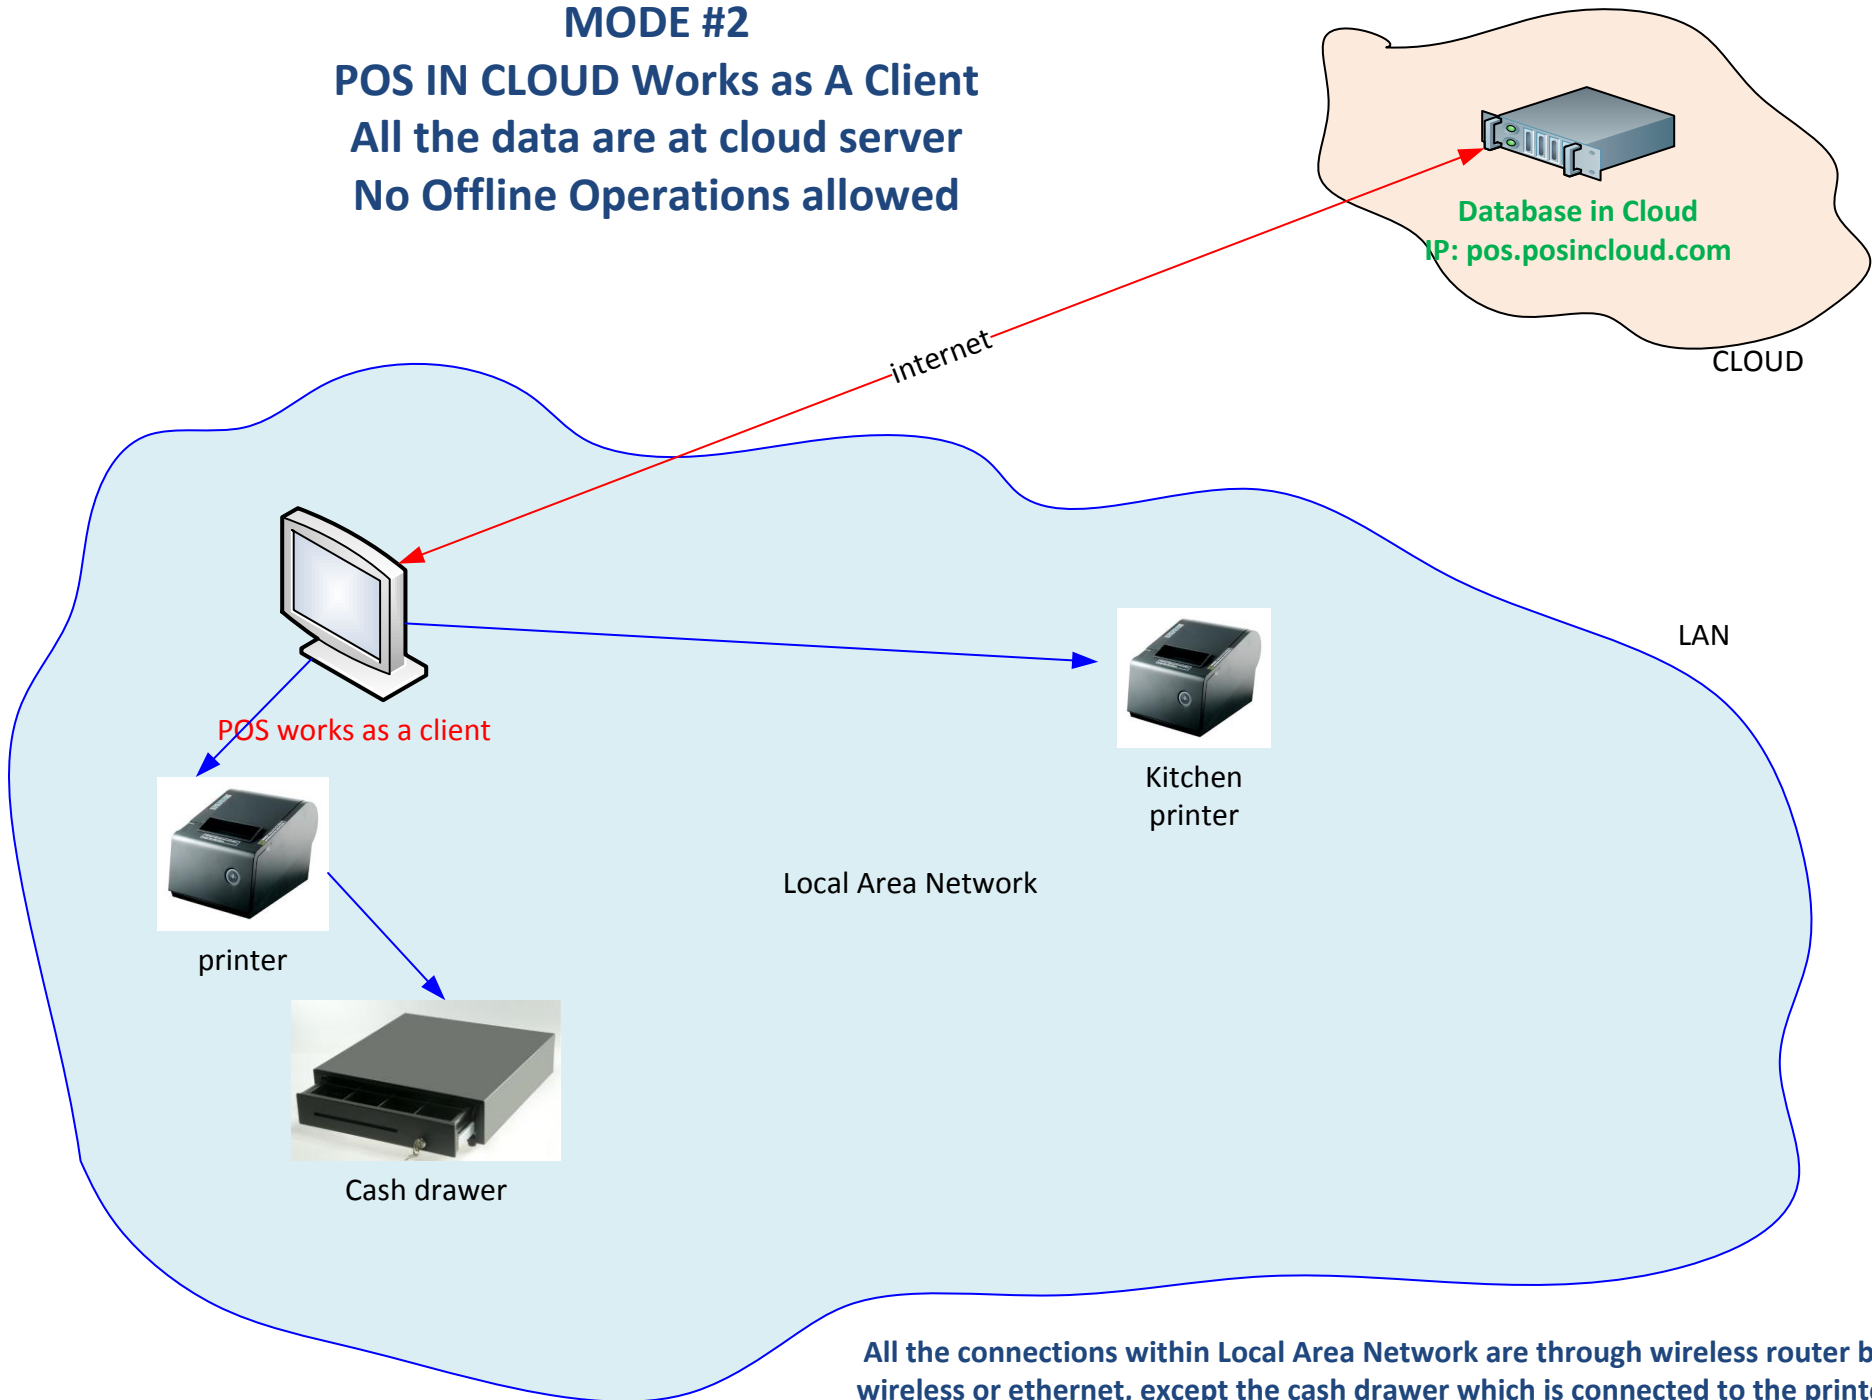 MODE #2
POS IN CLOUD Works as A Client
All the data are at cloud server
No Offline Operations allowed
Database in Cloud
IP: pos.posincloud.com
CLOUD
internet
LAN
POS works as a client
Kitchen
printer
Local Area Network
printer
Cash drawer
All the connections within Local Area Network are through wireless router
wireless or ethernet, except the cash drawer which is connected to the